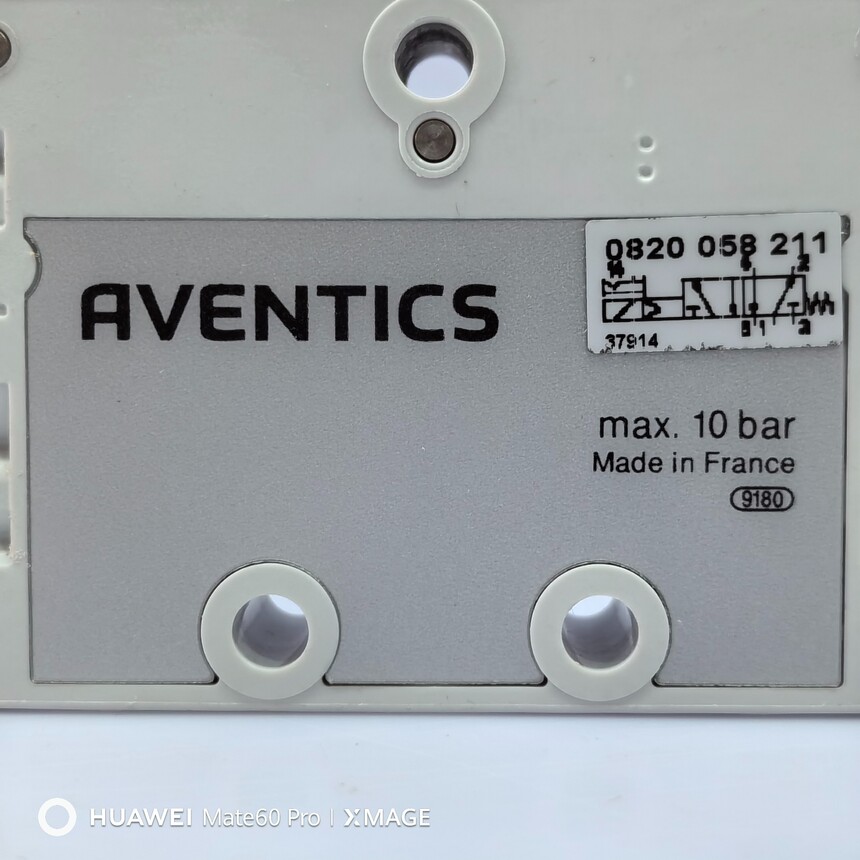 0820 058 211
14 4 2
5 1 3
37914
AVENTICS
max. 10 bar
Made in France
9180
HUAWEI Mate60 Pro | XMAGE